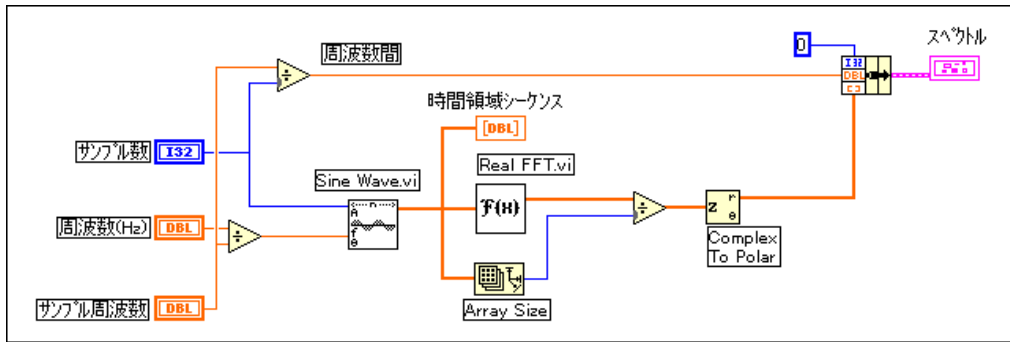 周波数間
0
スペクトル
I32
DBL
[ ]
時間領域シーケンス
[DBL]
サンプル数
I32
Real FFT.vi
Sine Wave.vi
n
A
f
θ
F(x)
z
r
θ
周波数(Hz)
DBL
Complex
To Polar
サンプル周波数
DBL
Array Size